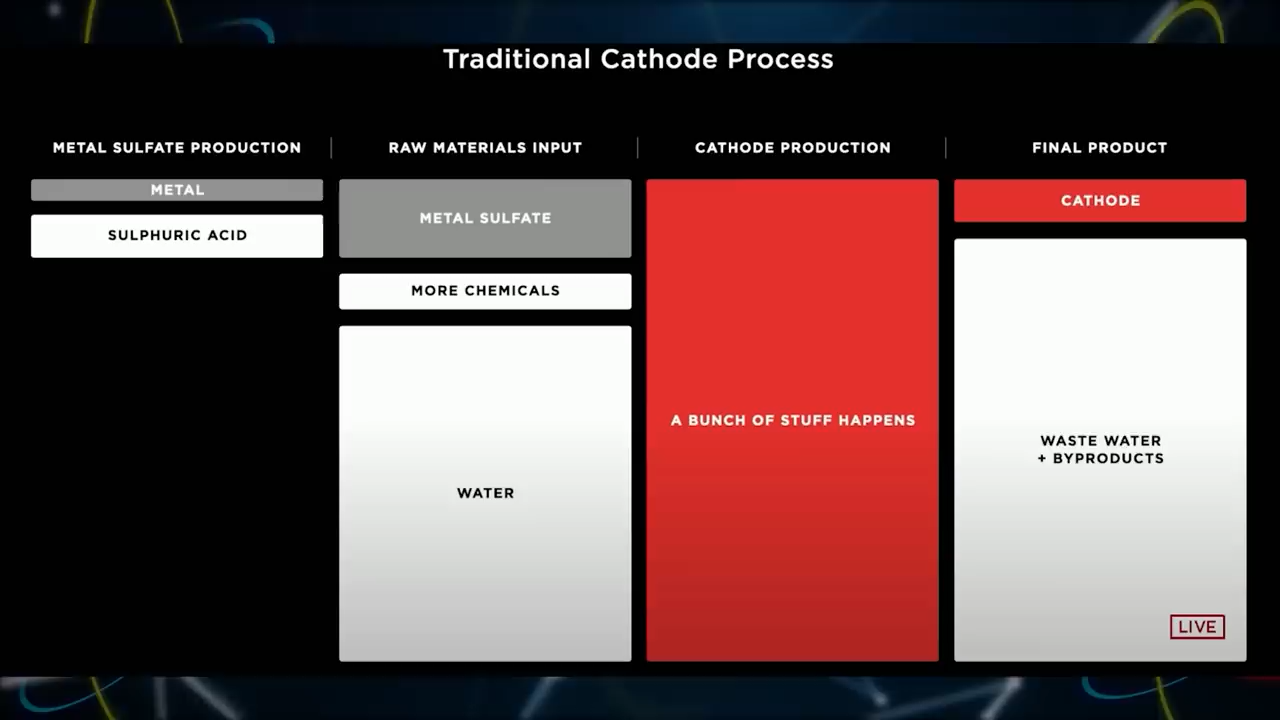 Traditional Cathode Process
METAL SULFATE PRODUCTION
RAW MATERIALS INPUT
CATHODE PRODUCTION
FINAL PRODUCT
METAL
SULPHURIC ACID
METAL SULFATE
MORE CHEMICALS
WATER
A BUNCH OF STUFF HAPPENS
CATHODE
WASTE WATER
+ BYPRODUCTS
LIVE